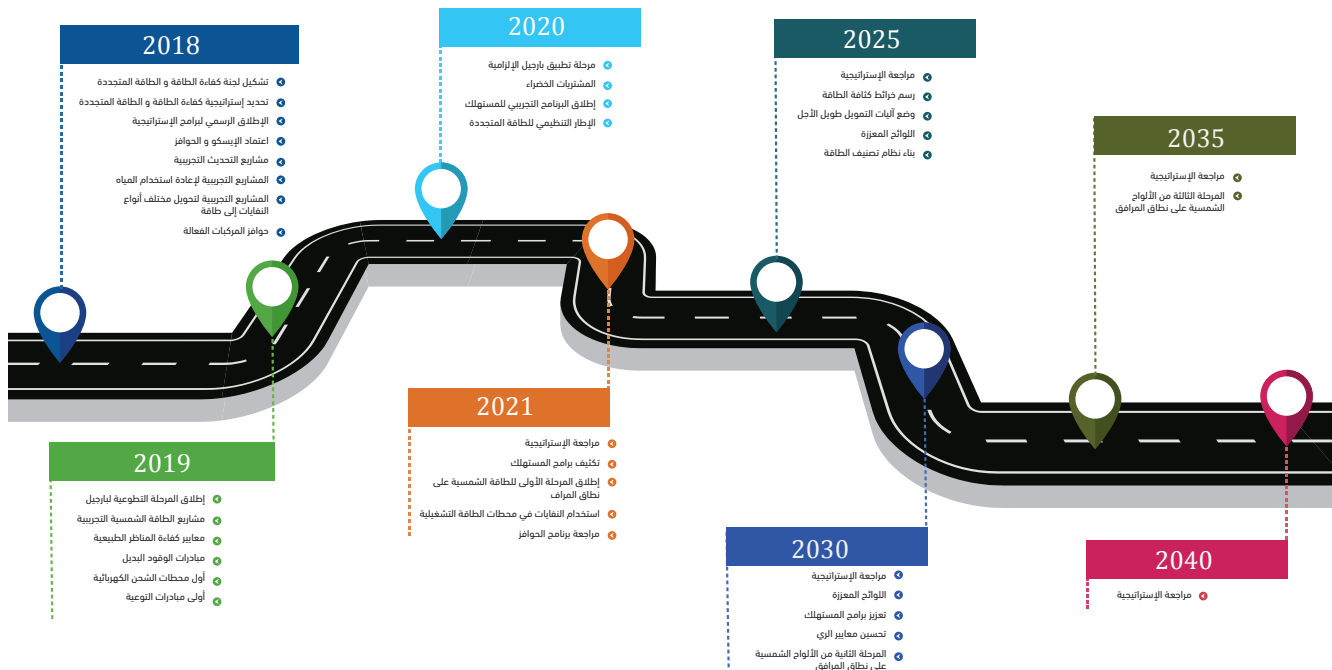 2018
تشكيل لجنة كفاءة الطاقة و الطاقة المتجددة
تحديد إستراتيجية كفاءة الطاقة و الطاقة المتجددة
الإطلاق الرسمي لبرامج الإستراتيجية
اعتماد الإيسكو و الحوافز
مشاريع التحديث التجريبية
المشاريع التجريبية لإعادة استخدام المياه
المشاريع التجريبية لتحويل مختلف أنواع
النفايات إلى طاقة
حوافز المركبات الفعالة
2019
إطلاق المرحلة التطوعية لبارجيل
مشاريع الطاقة الشمسية التجريبية
معايير كفاءة المناظر الطبيعية
مبادرات الوقود البديل
أول محطات الشحن الكهربائية
أولى مبادرات التوعية
2020
مرحلة تطبيق بارجيل الإلزامية
المشتريات الخضراء
إطلاق البرنامج التجريبي للمستهلك
الإطار التنظيمي للطاقة المتجددة
2021
مراجعة الإستراتيجية
تكثيف برامج المستهلك
إطلاق المرحلة الأولى للطاقة الشمسية على
نطاق المراف
استخدام النفايات في محطات الطاقة التشغيلية
مراجعة برنامج الحوافز
2025
مراجعة الإستراتيجية
رسم خرائط كثافة الطاقة
وضع آليات التمويل طويل الأجل
اللوائح المعززة
بناء نظام تصنيف الطاقة
2030
مراجعة الإستراتيجية
اللوائح المعززة
تعزيز برامج المستهلك
تحسين معايير الري
المرحلة الثانية من الألواح الشمسية
على نطاق المرافق
2035
مراجعة الإستراتيجية
المرحلة الثالثة من الألواح
الشمسية على نطاق المرافق
2040
مراجعة الإستراتيجية